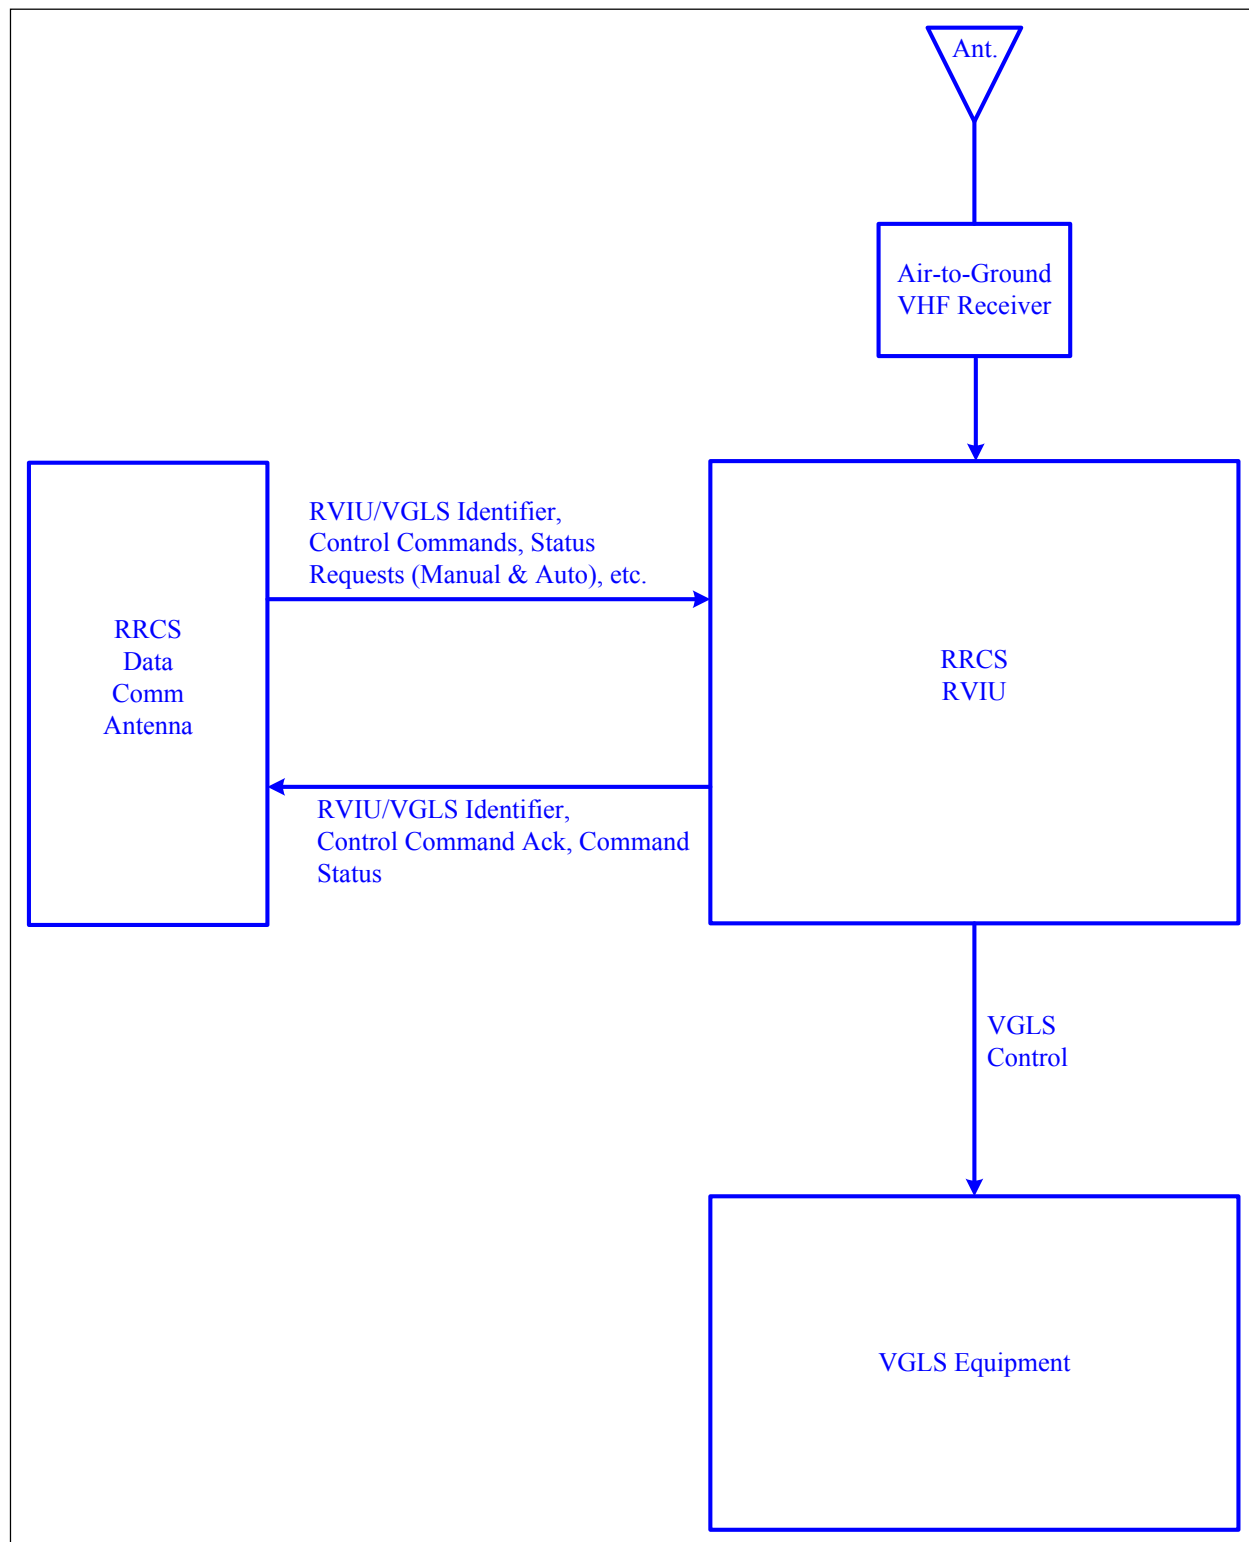 Ant.
Air-to-Ground
VHF Receiver
RVIU/VGLS Identifier,
Control Commands, Status
Requests (Manual & Auto), etc.
RRCS
Data
Comm
Antenna
RRCS
RVIU
RVIU/VGLS Identifier,
Control Command Ack, Command
Status
VGLS
Control
VGLS Equipment